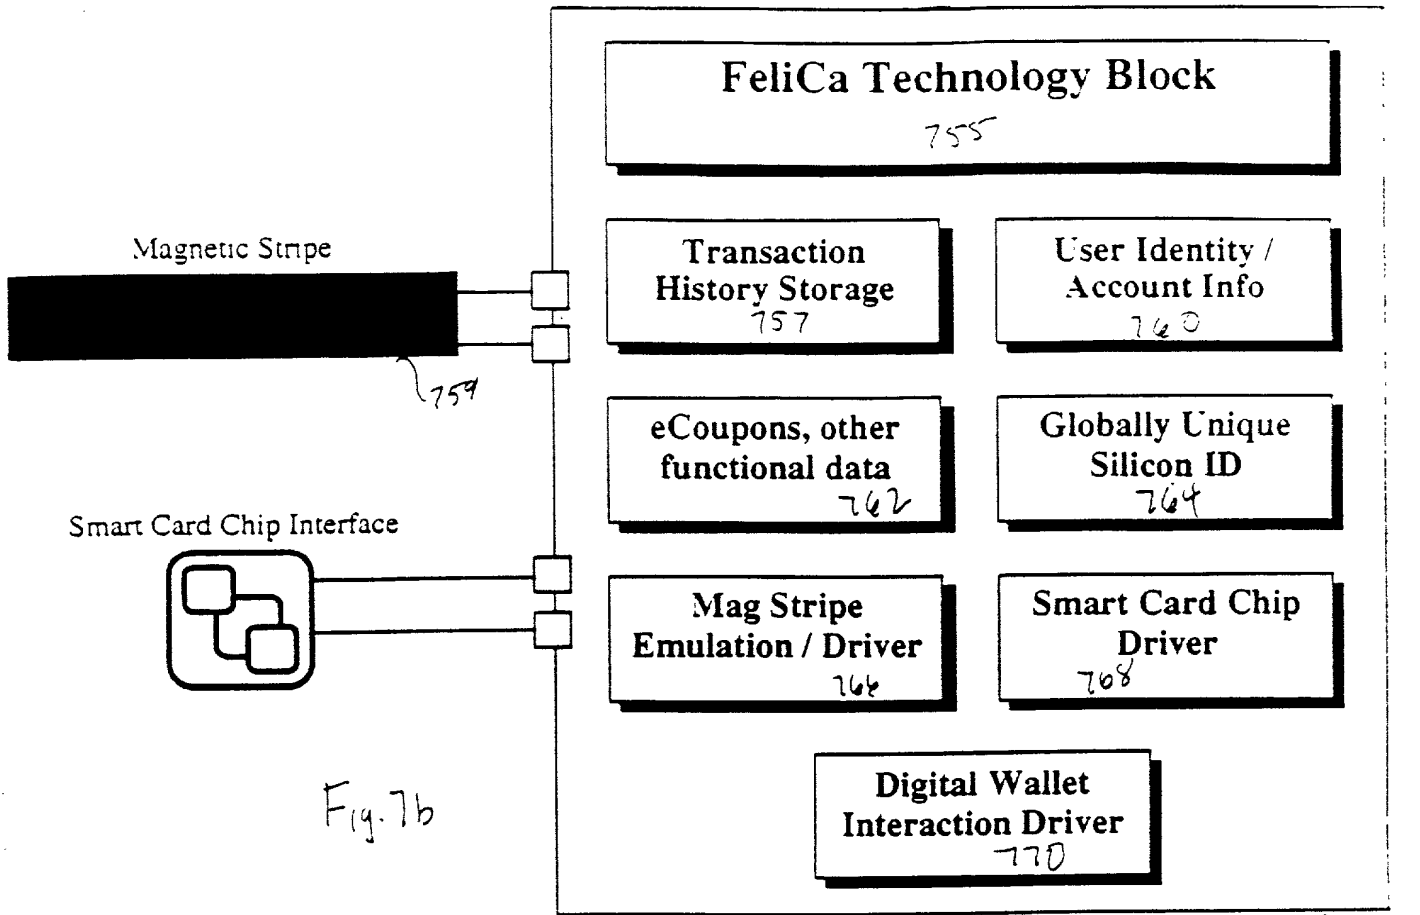 FeliCa Technology Block
755
Magnetic Stripe
759
Transaction
History Storage
757
User Identity /
Account Info
760
eCoupons, other
functional data
762
Globally Unique
Silicon ID
764
Smart Card Chip Interface
Mag Stripe
Emulation / Driver
766
Smart Card Chip
Driver
768
Digital Wallet
Interaction Driver
770
Fig. 7b